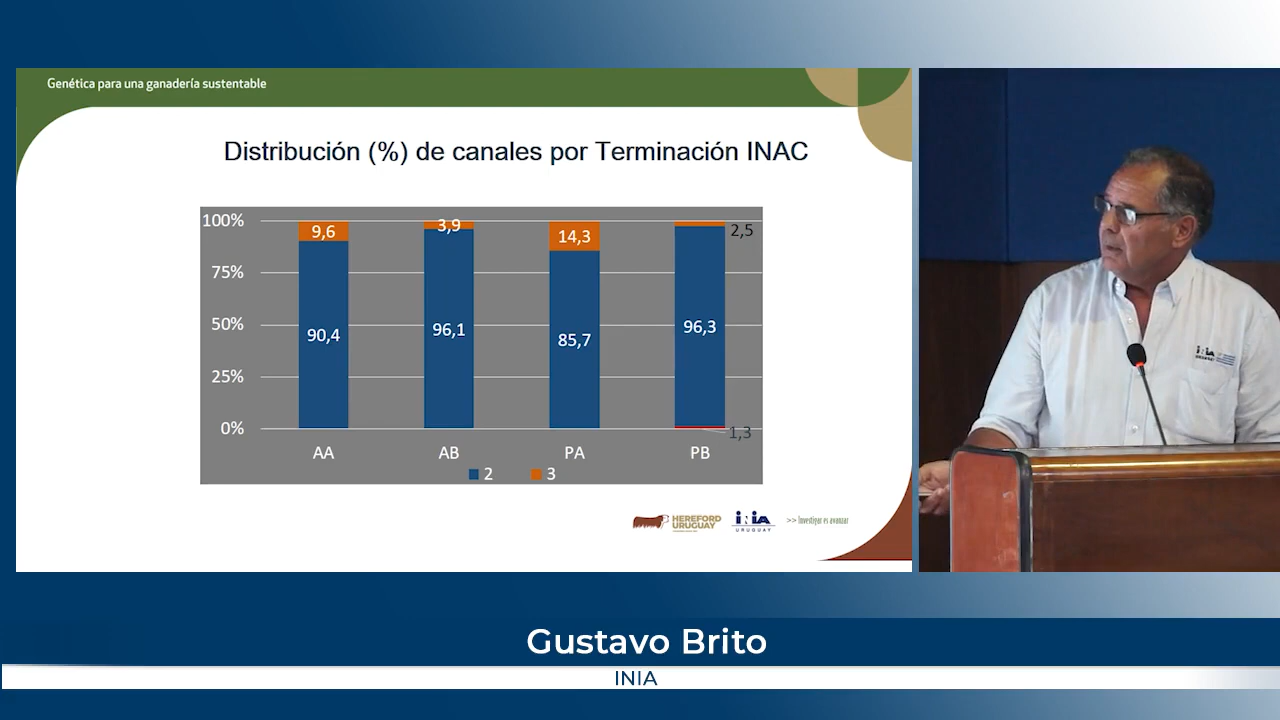 Genética para una ganadería sustentable
Distribución (%) de canales por Terminación INAC
100%
75%
50%
25%
0%
9,6
3,9
14,3
2,5
90,4
96,1
85,7
96,3
1,3
AA
AB
PA
PB
2
3
HEREFORD
URUGUAY
INIA
URUGUAY
>> Investigar es avanzar
INIA
Gustavo Brito
INIA